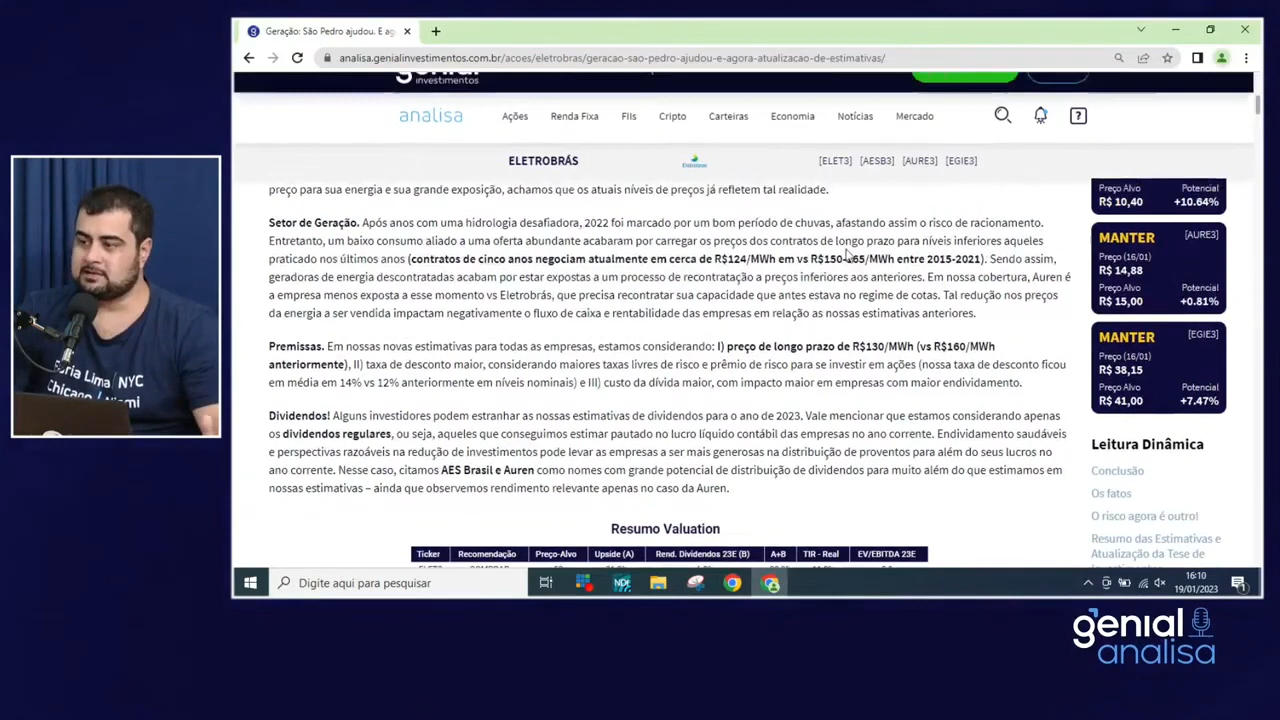 Geração: São Pedro ajudou. E ag
analisa.genialinvestimentos.com.br/acoes/eletrobras/geracao-sao-pedro-ajudou-e-agora-atualizacao-de-estimativas/
genial
investimentos
analisa
Ações Renda Fixa FIIs Cripto Carteiras Economia Notícias Mercado
ELETROBRÁS [ELET3] [AESB3] [AURE3] [EGIE3]
preço para sua energia e sua grande exposição, achamos que os atuais níveis de preços já refletem tal realidade.
Setor de Geração. Após anos com uma hidrologia desafiadora, 2022 foi marcado por um bom período de chuvas, afastando assim o risco de racionamento.
Entretanto, um baixo consumo aliado a uma oferta abundante acabaram por carregar os preços dos contratos de longo prazo para níveis inferiores aqueles
praticado nos últimos anos (contratos de cinco anos negociam atualmente em cerca de R$124/MWh em vs R$150-165/MWh entre 2015-2021). Sendo assim,
geradoras de energia descontratadas acabam por estar expostas a um processo de recontratação a preços inferiores aos anteriores. Em nossa cobertura, Auren é
a empresa menos exposta a esse momento vs Eletrobrás, que precisa recontratar sua capacidade que antes estava no regime de cotas. Tal redução nos preços
da energia a ser vendida impactam negativamente o fluxo de caixa e rentabilidade das empresas em relação as nossas estimativas anteriores.
Premissas. Em nossas novas estimativas para todas as empresas, estamos considerando: I) preço de longo prazo de R$130/MWh (vs R$160/MWh
anteriormente), II) taxa de desconto maior, considerando maiores taxas livres de risco e prêmio de risco para se investir em ações (nossa taxa de desconto ficou
em média em 14% vs 12% anteriormente em níveis nominais) e III) custo da dívida maior, com impacto maior em empresas com maior endividamento.
Dividendos! Alguns investidores podem estranhar as nossas estimativas de dividendos para o ano de 2023. Vale mencionar que estamos considerando apenas
os dividendos regulares, ou seja, aqueles que conseguimos estimar pautado no lucro líquido contábil das empresas no ano corrente. Endividamento saudáveis
e perspectivas razoáveis na redução de investimentos pode levar as empresas a ser mais generosas na distribuição de proventos para além do seus lucros no
ano corrente. Nesse caso, citamos AES Brasil e Auren como nomes com grande potencial de distribuição de dividendos para muito além do que estimamos em
nossas estimativas – ainda que observemos rendimento relevante apenas no caso da Auren.
Resumo Valuation
Ticker Recomendação Preço-Alvo Upside (A) Rend. Dividendos 23E (B) A+B TIR - Real EV/EBITDA 23E
Preço Alvo Potencial
R$ 10,40 +10.64%
MANTER [AURE3]
Preço (16/01)
R$ 14,88
Preço Alvo Potencial
R$ 15,00 +0.81%
MANTER [EGIE3]
Preço (16/01)
R$ 38,15
Preço Alvo Potencial
R$ 41,00 +7.47%
Leitura Dinâmica
Conclusão
Os fatos
O risco agora é outro!
Resumo das Estimativas e
Atualização da Tese de
Faria Lima/NYC
Chicano/Miami
Digite aqui para pesquisar
16:10
19/01/2023
genial
analisa